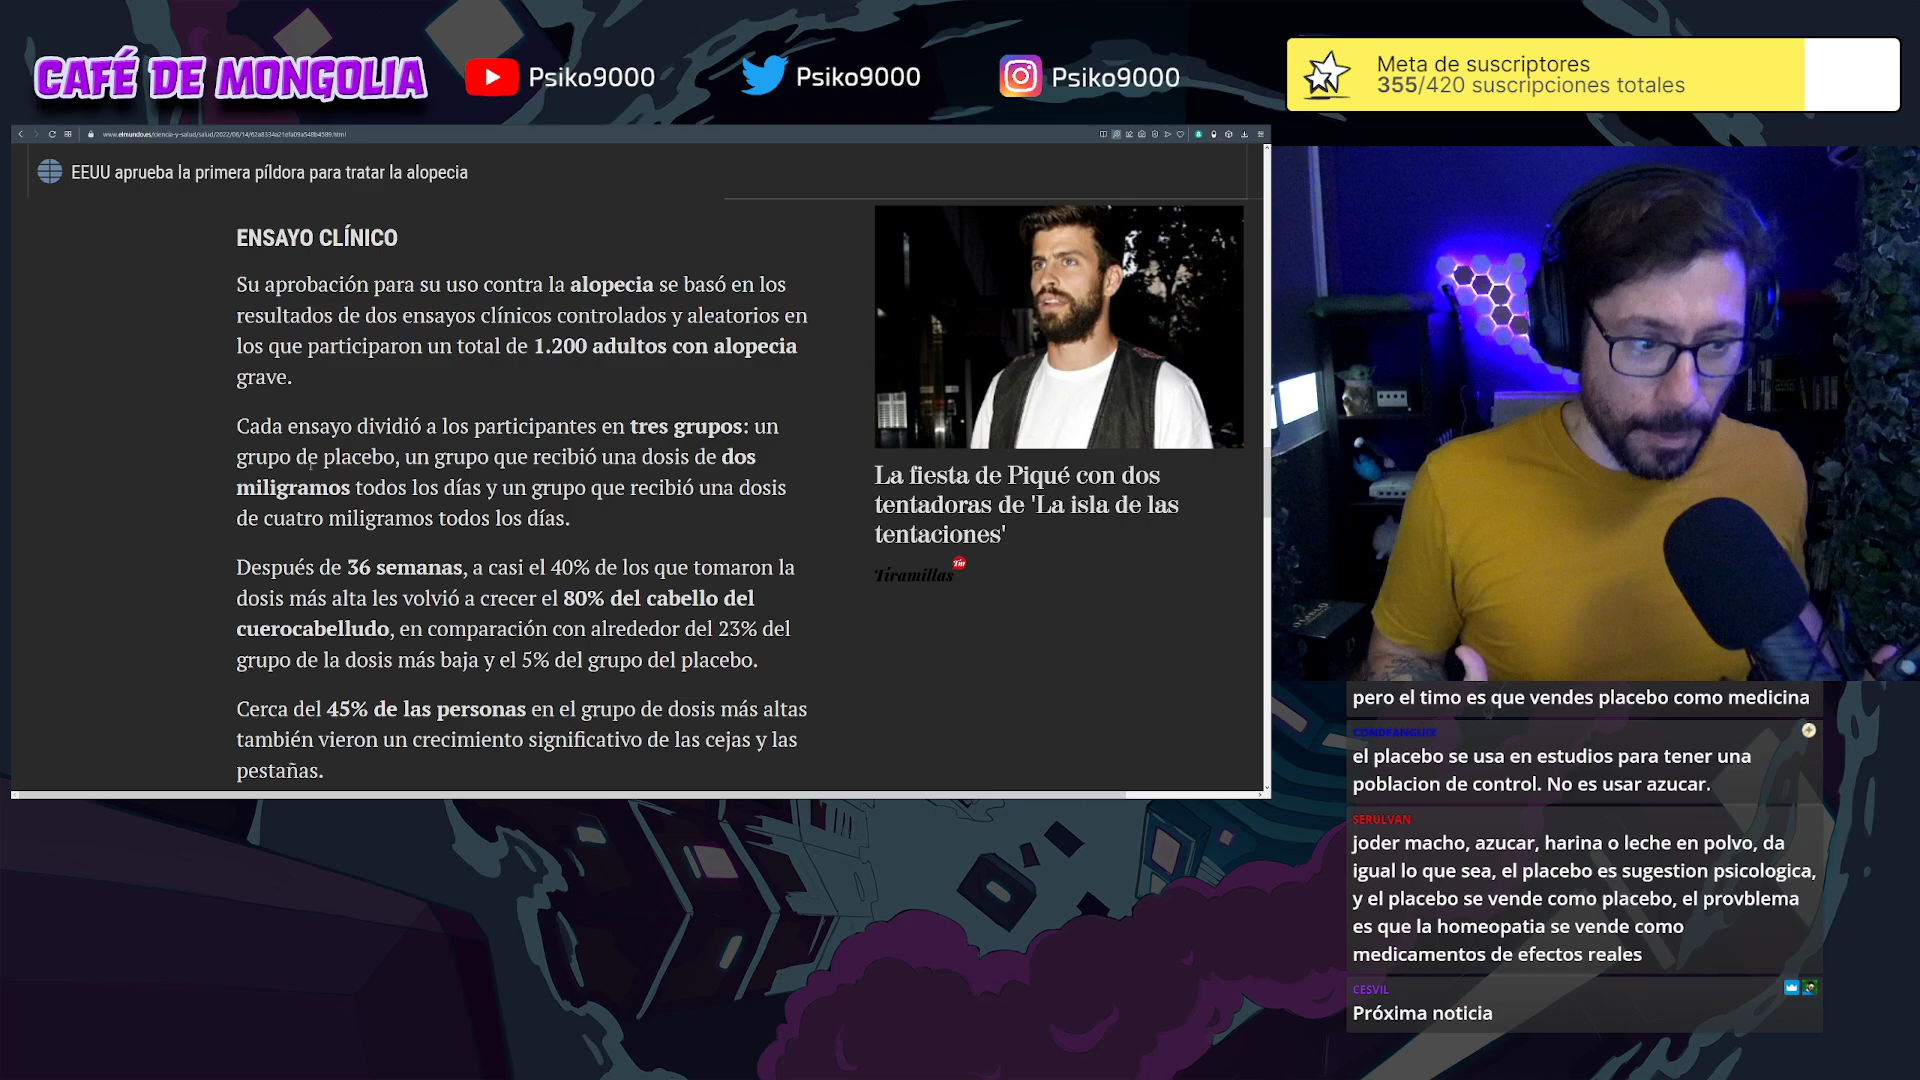 CAFÉ DE MONGOLIA
Psiko9000
Psiko9000
Psiko9000
Meta de suscriptores
355/420 suscripciones totales
EEUU aprueba la primera píldora para tratar la alopecia
ENSAYO CLÍNICO
Su aprobación para su uso contra la alopecia se basó en los
resultados de dos ensayos clínicos controlados y aleatorios en
los que participaron un total de 1.200 adultos con alopecia
grave.
Cada ensayo dividió a los participantes en tres grupos: un
grupo de placebo, un grupo que recibió una dosis de dos
miligramos todos los días y un grupo que recibió una dosis
de cuatro miligramos todos los días.
Después de 36 semanas, a casi el 40% de los que tomaron la
dosis más alta les volvió a crecer el 80% del cabello del
cuerocabelludo, en comparación con alrededor del 23% del
grupo de la dosis más baja y el 5% del grupo del placebo.
Cerca del 45% de las personas en el grupo de dosis más altas
también vieron un crecimiento significativo de las cejas y las
pestañas.
La fiesta de Piqué con dos
tentadoras de 'La isla de las
tentaciones'
Tiramillas
pero el timo es que vendes placebo como medicina
CONDEANGUIX
el placebo se usa en estudios para tener una
poblacion de control. No es usar azucar.
SERULVAN
joder macho, azucar, harina o leche en polvo, da
igual lo que sea, el placebo es sugestion psicologica,
y el placebo se vende como placebo, el provblema
es que la homeopatia se vende como
medicamentos de efectos reales
CESVIL
Próxima noticia